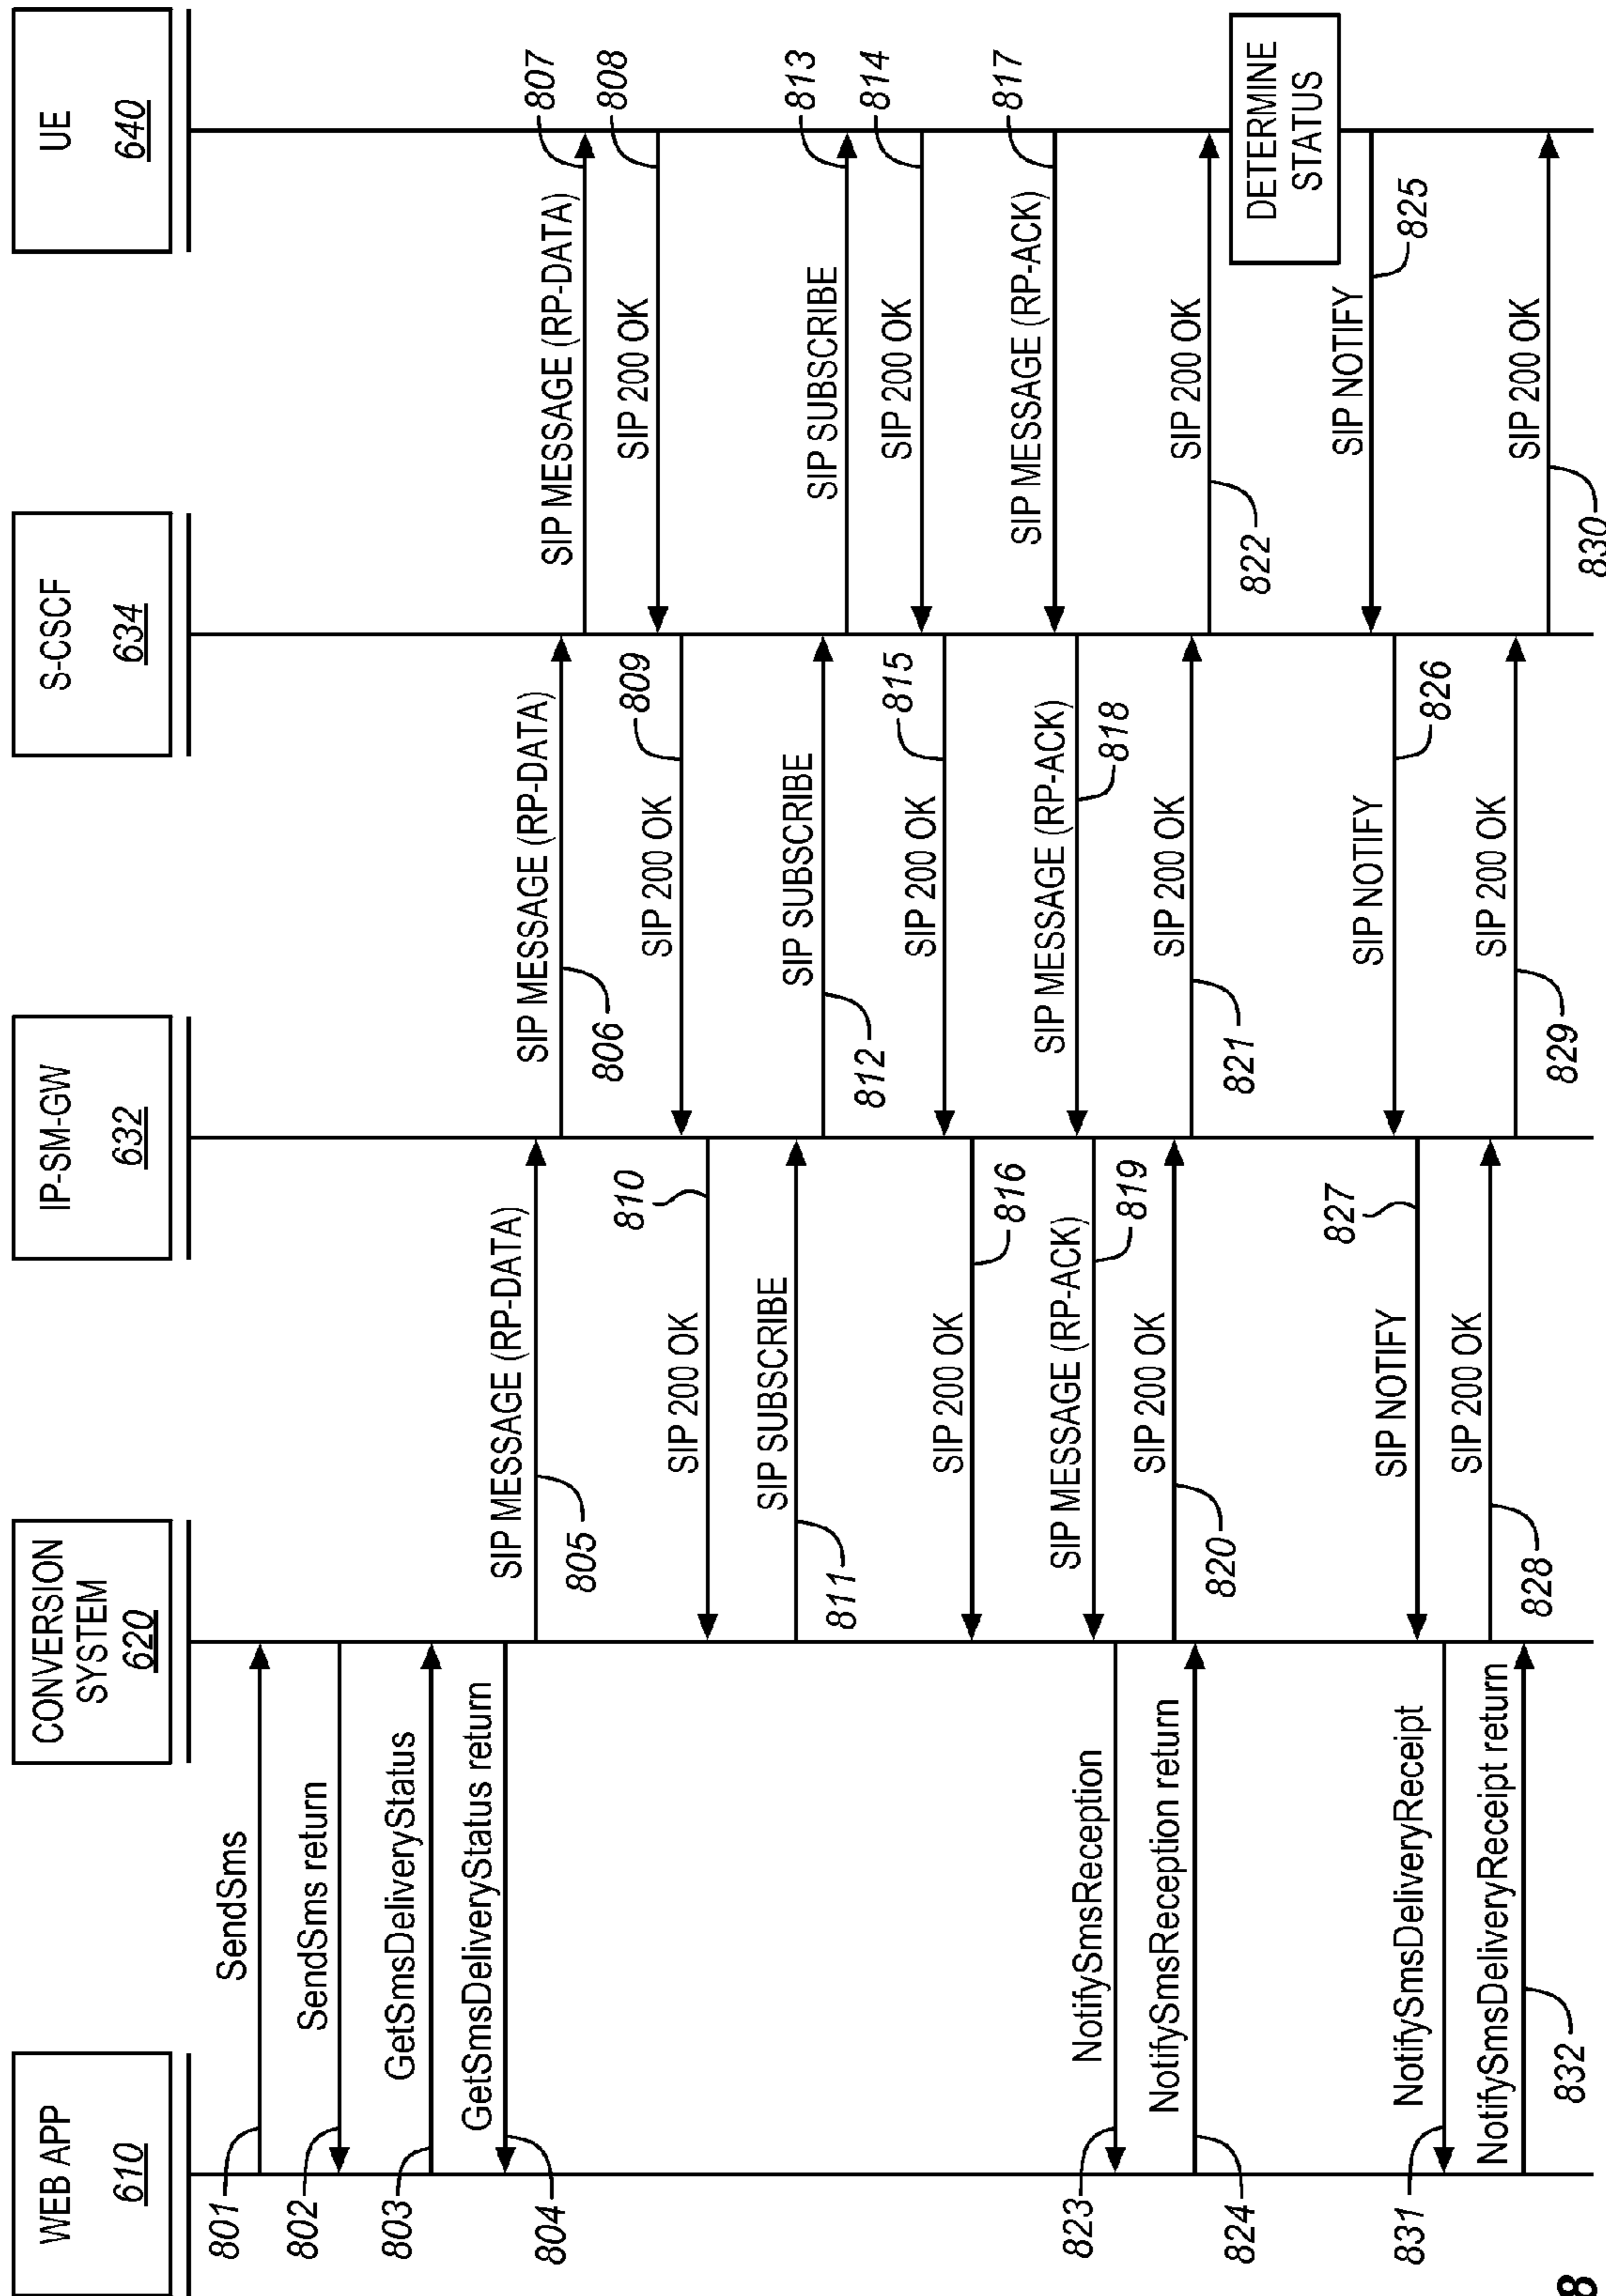 WEB APP
610
CONVERSION
SYSTEM
620
IP-SM-GW
632
S-CSCF
634
UE
640
801
SendSms
802
SendSms return
803
GetSmsDeliveryStatus
GetSmsDeliveryStatus return
804
SIP MESSAGE (RP-DATA)
805
SIP MESSAGE (RP-DATA)
806
SIP MESSAGE (RP-DATA)
807
SIP 200 OK
808
SIP 200 OK
809
SIP 200 OK
810
SIP SUBSCRIBE
811
SIP SUBSCRIBE
812
SIP SUBSCRIBE
813
SIP 200 OK
814
SIP 200 OK
815
SIP 200 OK
816
SIP MESSAGE (RP-ACK)
817
SIP MESSAGE (RP-ACK)
818
SIP MESSAGE (RP-ACK)
819
SIP 200 OK
820
SIP 200 OK
821
SIP 200 OK
822
NotifySmsReception
823
NotifySmsReception return
824
DETERMINE
STATUS
SIP NOTIFY
825
SIP NOTIFY
826
SIP NOTIFY
827
SIP 200 OK
828
SIP 200 OK
829
SIP 200 OK
830
NotifySmsDeliveryReceipt
831
NotifySmsDeliveryReceipt return
832
8